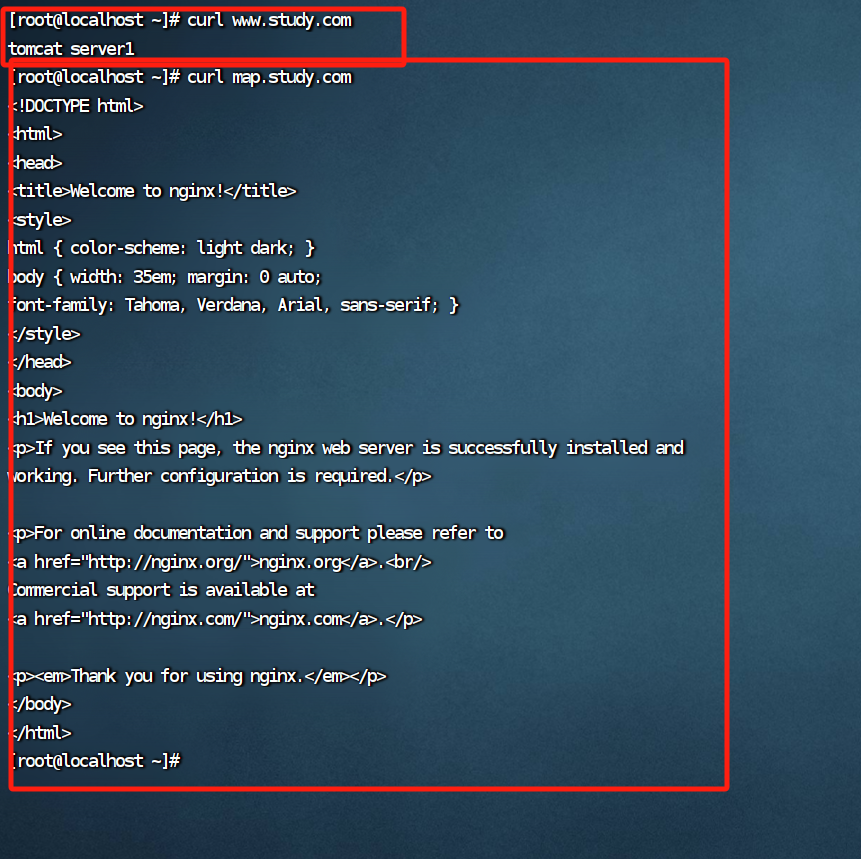 [root@localhost ~]# curl www.study.com
tomcat server1
[root@localhost ~]# curl map.study.com
<!DOCTYPE html>
<html>
<head>
<title>Welcome to nginx!</title>
<style>
html { color-scheme: light dark; }
body { width: 35em; margin: 0 auto;
font-family: Tahoma, Verdana, Arial, sans-serif; }
</style>
</head>
<body>
<h1>Welcome to nginx!</h1>
<p>If you see this page, the nginx web server is successfully installed and
working. Further configuration is required.</p>

<p>For online documentation and support please refer to
<a href="http://nginx.org/">nginx.org</a>.<br/>
Commercial support is available at
<a href="http://nginx.com/">nginx.com</a>.</p>

<p><em>Thank you for using nginx.</em></p>
</body>
</html>
[root@localhost ~]#